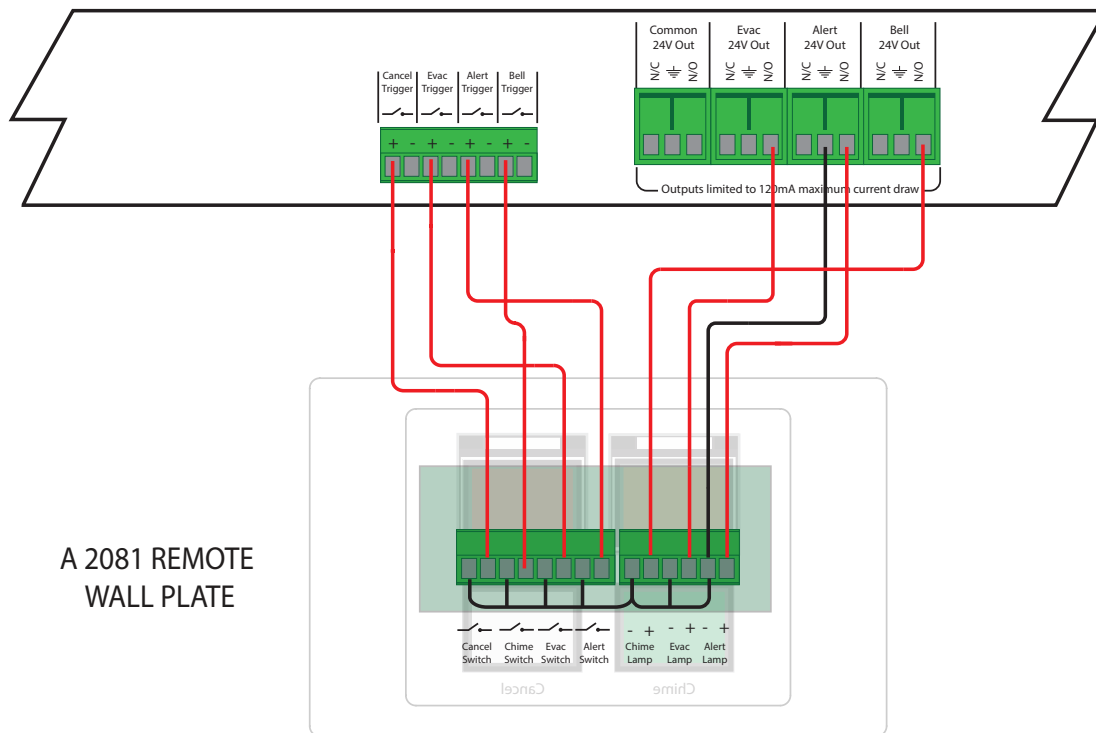 Common Evac Alert Bell
24V Out 24V Out 24V Out 24V Out
N/C N/O N/C N/O N/C N/O N/C N/O
Cancel Evac Alert Bell
Trigger Trigger Trigger Trigger
+ - + - + - + -
Outputs limited to 120mA maximum current draw
A 2081 REMOTE
WALL PLATE
- + - + - +
Cancel Chime Evac Alert Chime Evac Alert
Switch Switch Switch Switch Lamp Lamp Lamp
Cancel Chime